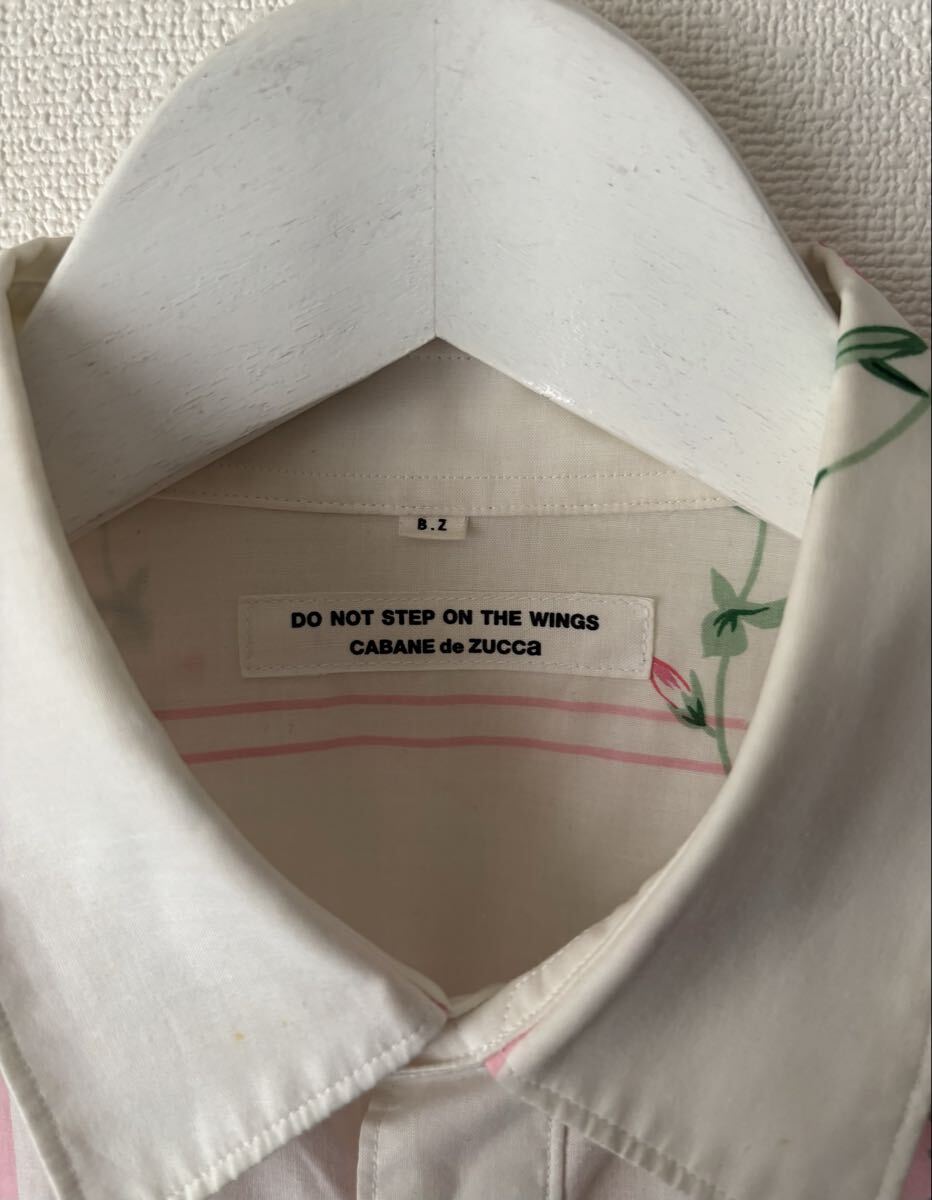 B.Z
DO NOT STEP ON THE WINGS
CABANE de ZUCCa